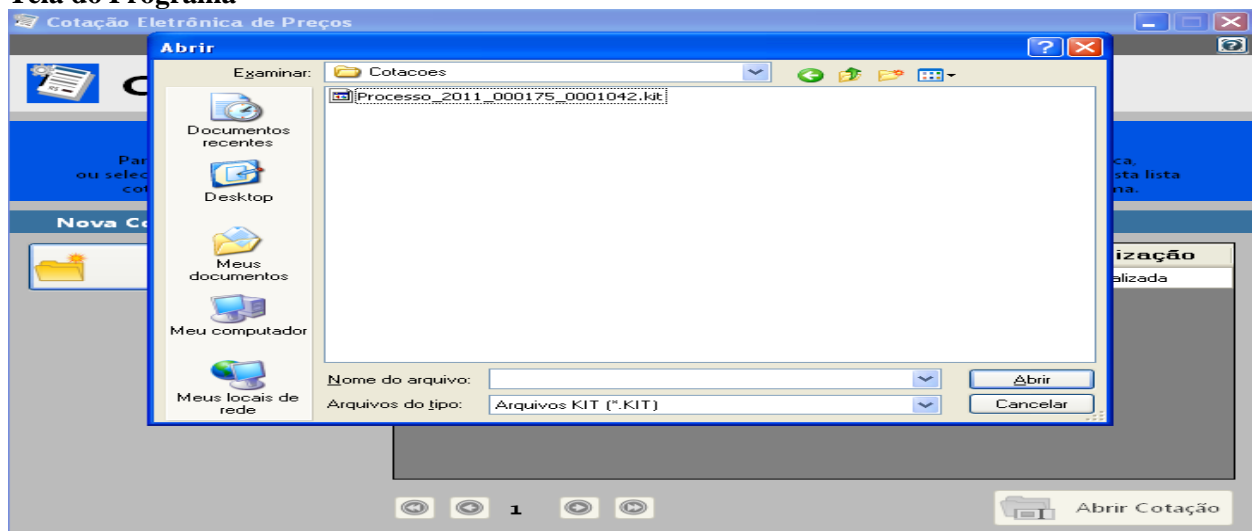 Tela do Programa
Cotação Eletrônica de Preços
Abrir
Examinar: Cotacoes
Processo_2011_000175_0001042.kit
Documentos
recentes
Desktop
Meus
documentos
Meu computador
Meus locais de
rede
Nome do arquivo: Abrir
Arquivos do tipo: Arquivos KIT (*.KIT) Cancelar
C
Par ca,
ou selec sta lista
cot na.
Nova Co
ização
alizada
1 Abrir Cotação